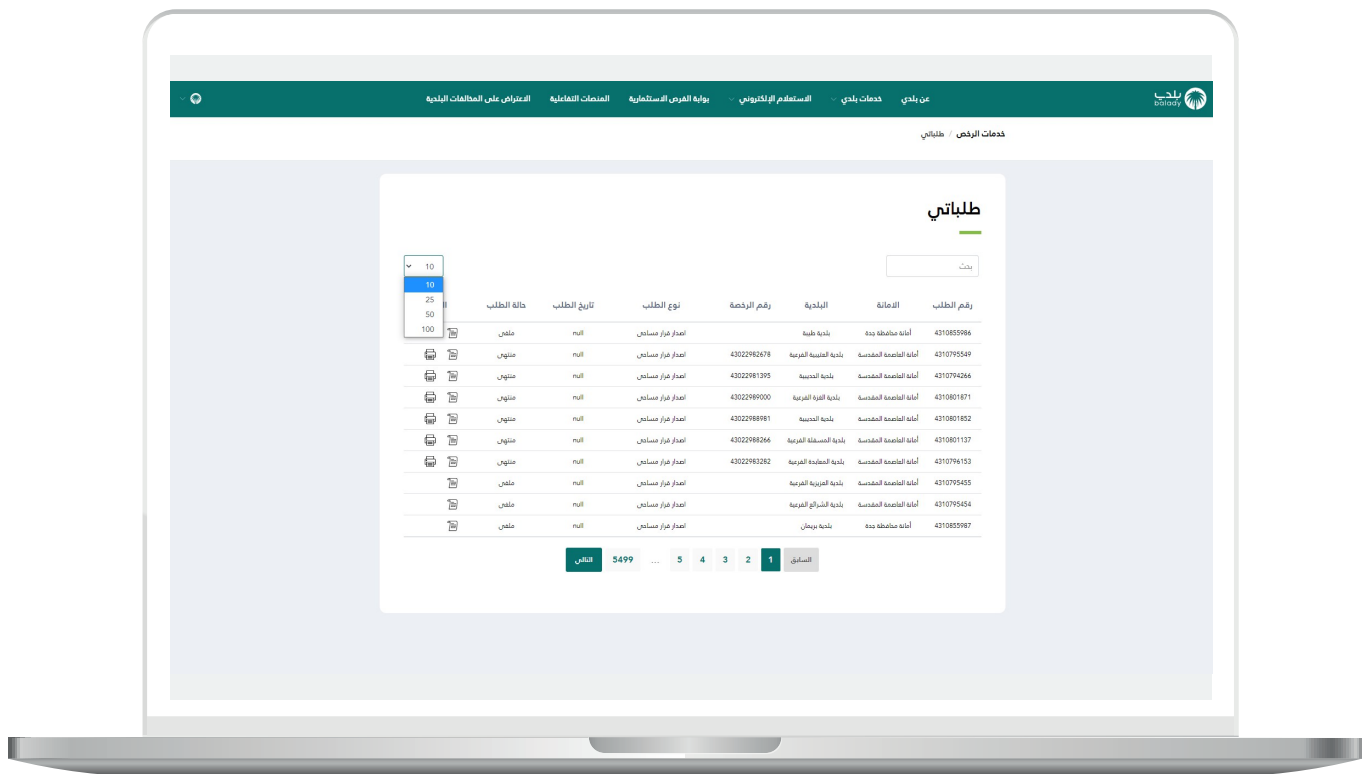 بلدي
balady
عن بلدي خدمات بلدي الاستعلام الإلكتروني بوابة الفرص الاستثمارية المنصات التفاعلية الاعتراض على المخالفات البلدية
خدمات الرخص / طلباتي
طلباتي
بحث 10
10
25
50
100
رقم الطلب الامانة البلدية رقم الرخصة نوع الطلب تاريخ الطلب حالة الطلب
4310855986 أمانة محافظة جدة بلدية طيبة اصدار قرار مساحي null ملغي
4310795549 أمانة العاصمة المقدسة بلدية العتيبية الفرعية 43022982678 اصدار قرار مساحي null منتهي
4310794266 أمانة العاصمة المقدسة بلدية الحديبية 43022981395 اصدار قرار مساحي null منتهي
4310801871 أمانة العاصمة المقدسة بلدية الغزة الفرعية 43022989000 اصدار قرار مساحي null منتهي
4310801852 أمانة العاصمة المقدسة بلدية الحديبية 43022988981 اصدار قرار مساحي null منتهي
4310801137 أمانة العاصمة المقدسة بلدية المسفلة الفرعية 43022988266 اصدار قرار مساحي null منتهي
4310796153 أمانة العاصمة المقدسة بلدية المعابدة الفرعية 43022983282 اصدار قرار مساحي null منتهي
4310795455 أمانة العاصمة المقدسة بلدية العزيزية الفرعية اصدار قرار مساحي null ملغي
4310795454 أمانة العاصمة المقدسة بلدية الشرائع الفرعية اصدار قرار مساحي null ملغي
4310855987 أمانة محافظة جدة بلدية بريمان اصدار قرار مساحي null ملغي
السابق 1 2 3 4 5 ... 5499 التالي